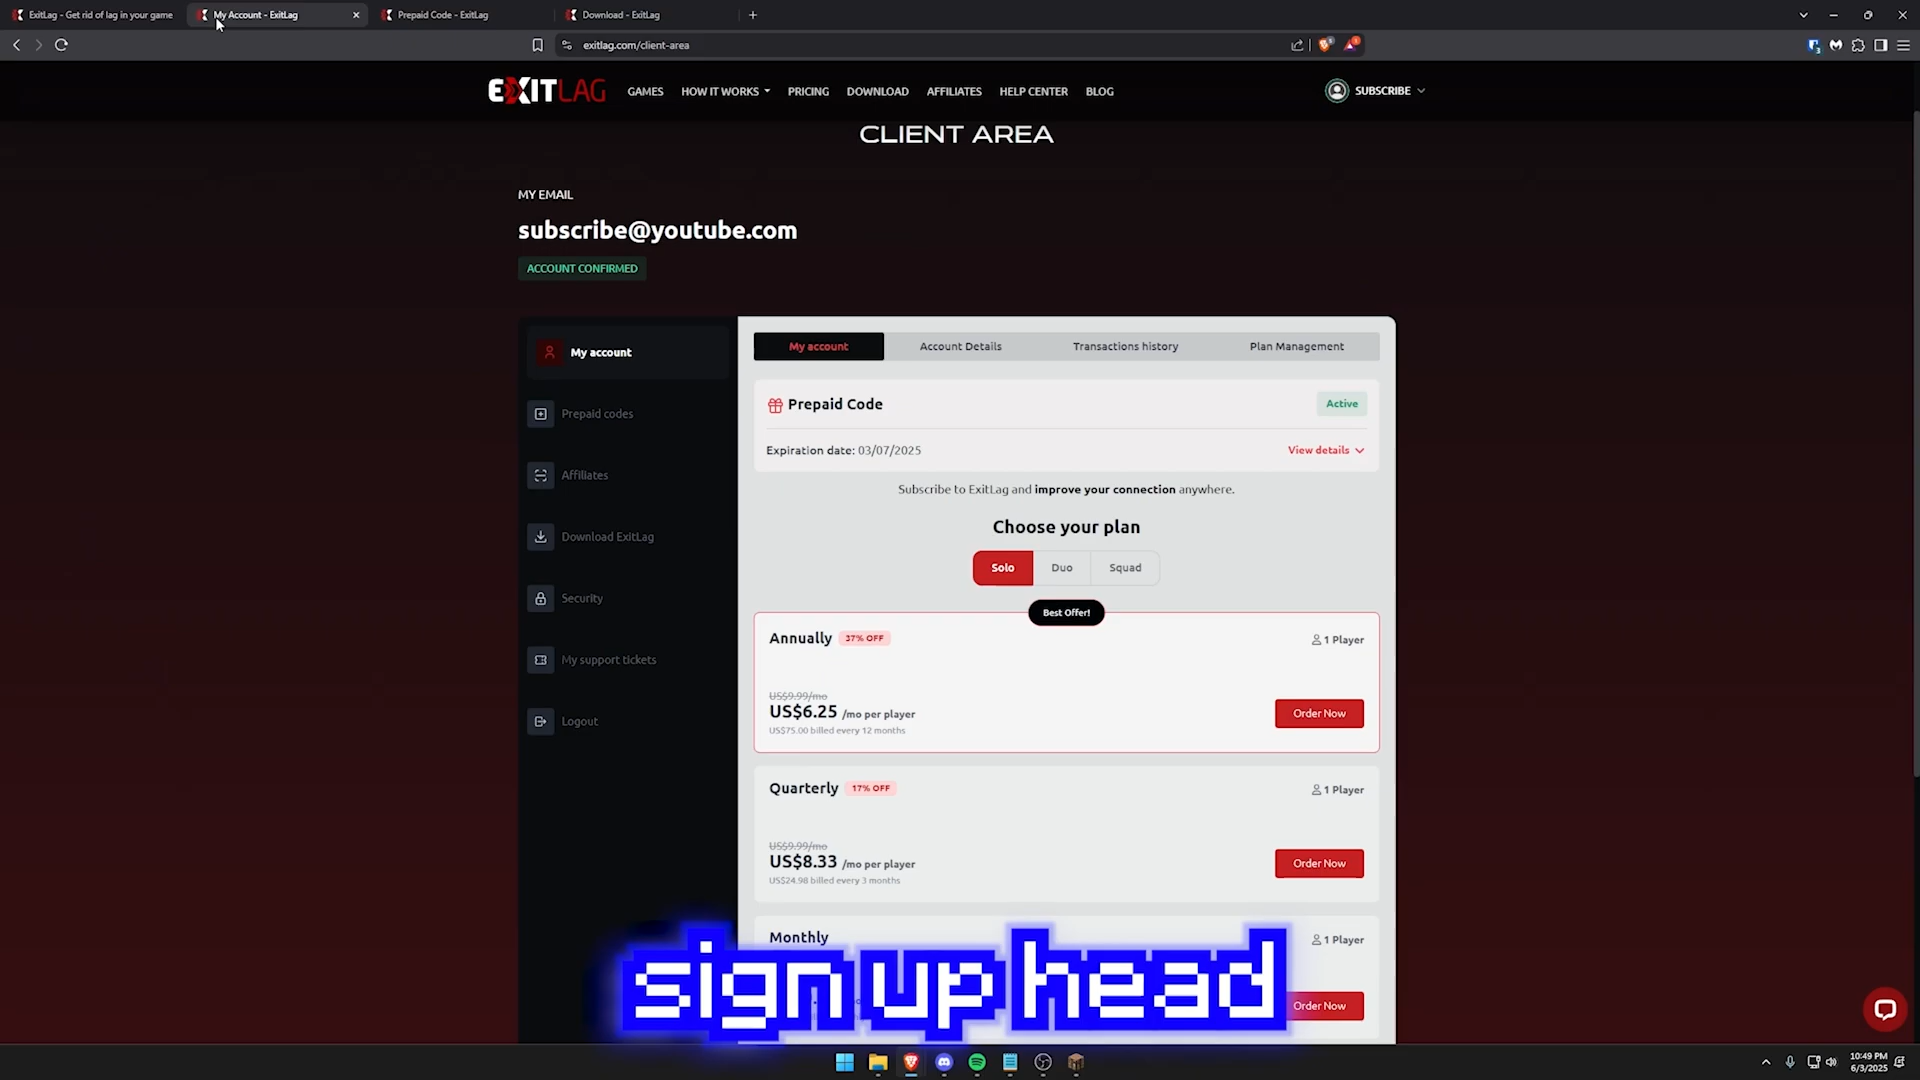 ExitLag - Get rid of lag in your game
My Account - ExitLag
Prepaid Code - ExitLag
Download - ExitLag
exitlag.com/client-area
EXITLAG
GAMES
HOW IT WORKS
PRICING
DOWNLOAD
AFFILIATES
HELP CENTER
BLOG
SUBSCRIBE
CLIENT AREA
MY EMAIL
subscribe@youtube.com
ACCOUNT CONFIRMED
My account
Prepaid codes
Affiliates
Download ExitLag
Security
My support tickets
Logout
My account
Account Details
Transactions history
Plan Management
Prepaid Code
Active
Expiration date: 03/07/2025
View details
Subscribe to ExitLag and improve your connection anywhere.
Choose your plan
Solo
Duo
Squad
Best Offer!
Annually
37% OFF
1 Player
US$9.99/mo
US$6.25 /mo per player
US$75.00 billed every 12 months
Order Now
Quarterly
17% OFF
1 Player
US$9.99/mo
US$8.33 /mo per player
US$24.98 billed every 3 months
Order Now
Monthly
1 Player
Order Now
sign up head
10:49 PM
6/3/2025